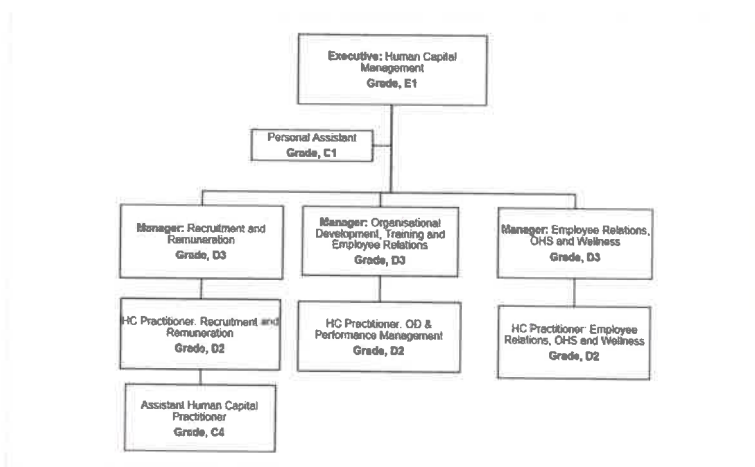 Executive: Human Capital
Management
Grade, E1
Personal Assistant
Grade, C1
Manager: Recruitment and
Remuneration
Grade, D3
Manager: Organisational
Development, Training and
Employee Relations
Grade, D3
Manager: Employee Relations,
OHS and Wellness
Grade, D3
HC Practitioner. Recruitment and
Remuneration
Grade, D2
HC Practitioner. OD &
Performance Management
Grade, D2
HC Practitioner Employee
Relations, OHS and Wellness
Grade, D2
Assistant Human Capital
Practitioner
Grade, C4